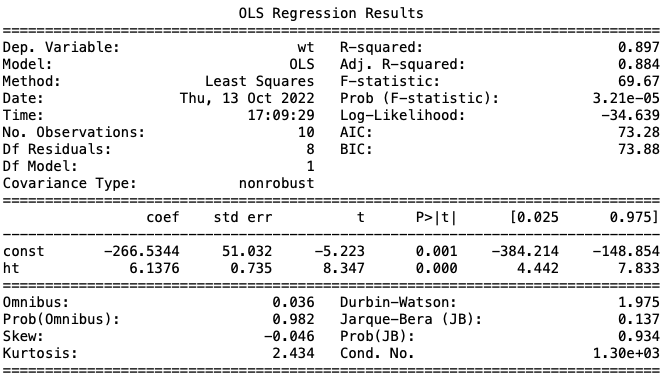 OLS Regression Results
==============================================================================
Dep. Variable:                     wt   R-squared:                       0.897
Model:                            OLS   Adj. R-squared:                  0.884
Method:                 Least Squares   F-statistic:                     69.67
Date:                Thu, 13 Oct 2022   Prob (F-statistic):           3.21e-05
Time:                        17:09:29   Log-Likelihood:                -34.639
No. Observations:                  10   AIC:                             73.28
Df Residuals:                       8   BIC:                             73.88
Df Model:                           1
Covariance Type:            nonrobust
==============================================================================
                 coef    std err          t      P>|t|      [0.025      0.975]
------------------------------------------------------------------------------
const       -266.5344     51.032     -5.223      0.001    -384.214    -148.854
ht             6.1376      0.735      8.347      0.000       4.442       7.833
==============================================================================
Omnibus:                        0.036   Durbin-Watson:                   1.975
Prob(Omnibus):                  0.982   Jarque-Bera (JB):                0.137
Skew:                          -0.046   Prob(JB):                        0.934
Kurtosis:                       2.434   Cond. No.                     1.30e+03
==============================================================================